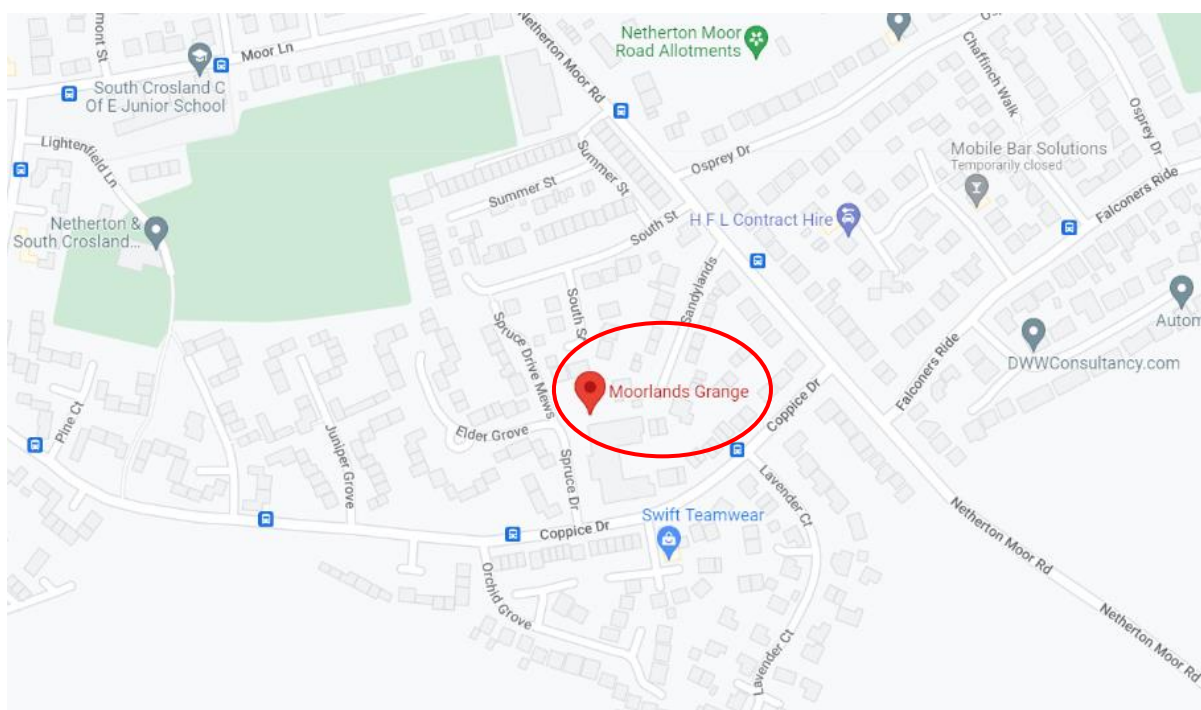 mont St
Moor Ln
South Crosland C
Of E Junior School
Netherton Moor Rd
Netherton Moor
Road Allotments
Chaffinch Walk
Osprey Dr
Lightenfield Ln
Summer St
Summer St
Osprey Dr
Mobile Bar Solutions
Temporarily closed
Falconers Ride
Netherton &
South Crosland...
South St
H F L Contract Hire
Sandylands
South St
Spruce Drive Mews
Autom
DWWConsultancy.com
Falconers Ride
Moorlands Grange
Coppice Dr
Pine Ct
Juniper Grove
Elder Grove
Spruce Dr
Lavender Ct
Swift Teamwear
Coppice Dr
Netherton Moor Rd
Orchid Grove
Lavender Ct
Netherton Moor Rd